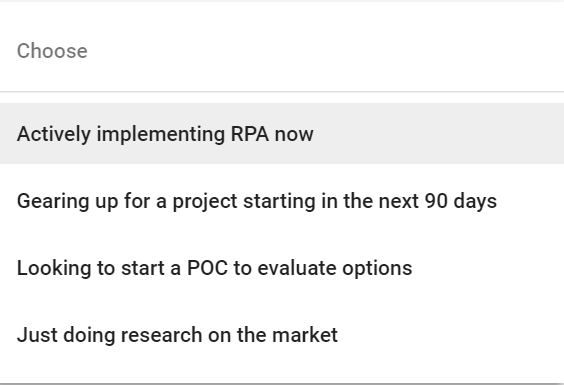 Choose
Actively implementing RPA now
Gearing up for a project starting in the next 90 days
Looking to start a POC to evaluate options
Just doing research on the market